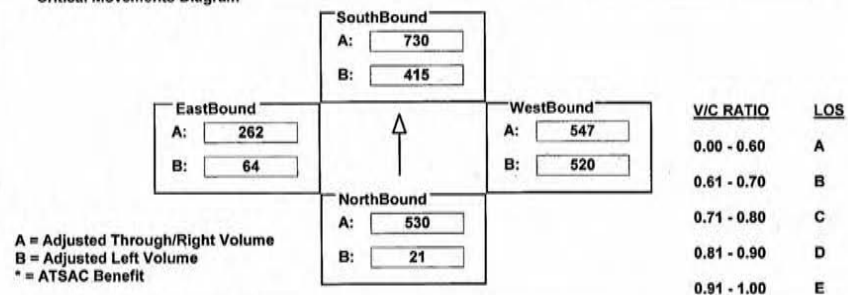 Critical Movements Diagram
SouthBound
A: 730
B: 415
EastBound
A: 262
B: 64
WestBound
A: 547
B: 520
NorthBound
A: 530
B: 21
A = Adjusted Through/Right Volume
B = Adjusted Left Volume
* = ATSAC Benefit
V/C RATIO LOS
0.00 - 0.60 A
0.61 - 0.70 B
0.71 - 0.80 C
0.81 - 0.90 D
0.91 - 1.00 E